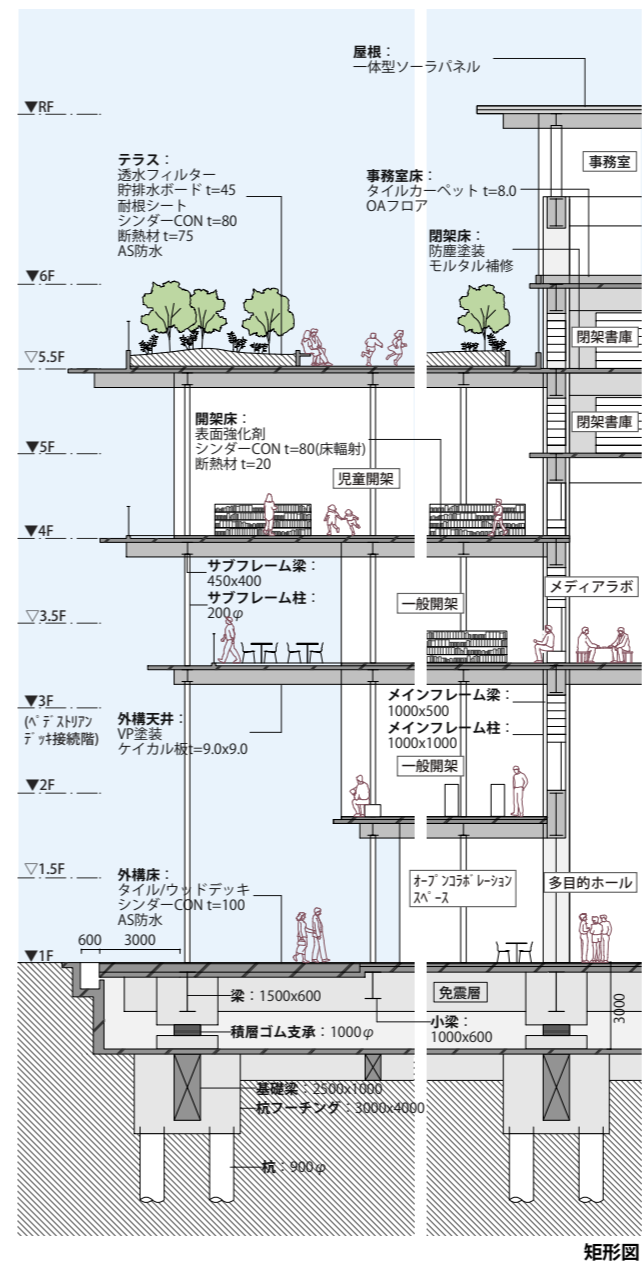 屋根：
一体型ソーラパネル
▼RF
事務室
テラス：
透水フィルター
貯排水ボード t=45
耐根シート
シンダーCON t=80
断熱材 t=75
AS防水
事務室床：
タイルカーペット t=8.0
OAフロア
閉架床：
防塵塗装
モルタル補修
▼6F
閉架書庫
▽5.5F
閉架書庫
開架床：
表面強化剤
シンダーCON t=80(床輻射)
断熱材 t=20
▼5F
児童開架
▼4F
サブフレーム梁：
450x400
サブフレーム柱：
200φ
メディアラボ
一般開架
▽3.5F
▼3F
(ペデストリアン
デッキ接続階)
外構天井：
VP塗装
ケイカル板t=9.0x9.0
メインフレーム梁：
1000x500
メインフレーム柱：
1000x1000
一般開架
▼2F
▽1.5F
外構床：
タイル/ウッドデッキ
シンダーCON t=100
AS防水
オープンコラボレーション
スペース
多目的ホール
600 3000
▼1F
梁：1500x600
免震層
3000
積層ゴム支承：1000φ
小梁：
1000x600
基礎梁：2500x1000
杭フーチング：3000x4000
杭：900φ
矩形図